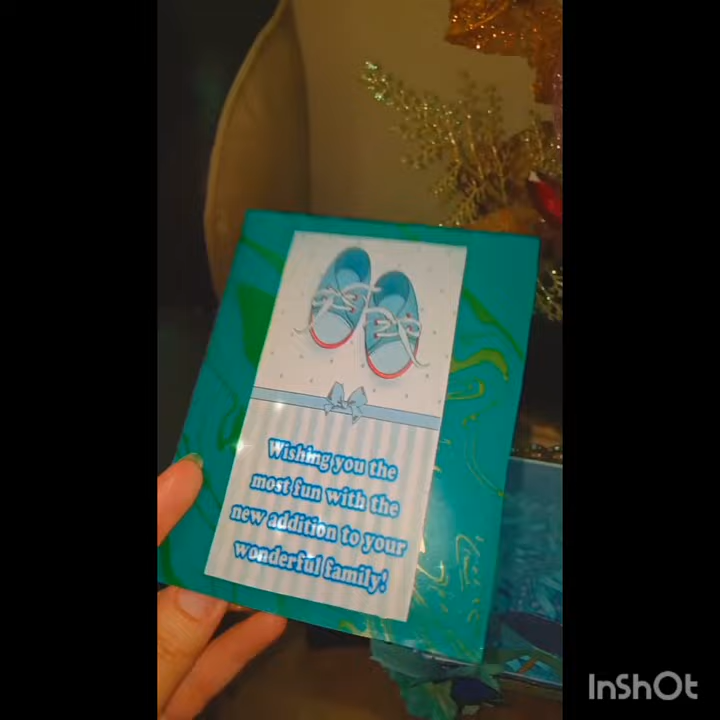 Wishing you the
most fun with the
new addition to your
wonderful family!
InShOt